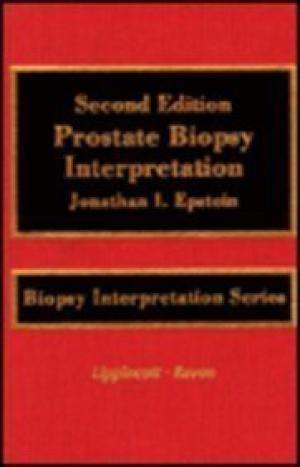 Second Edition
Prostate Biopsy
Interpretation
Jonathan I. Epstein
Biopsy Interpretation Series
Lippincott - Raven